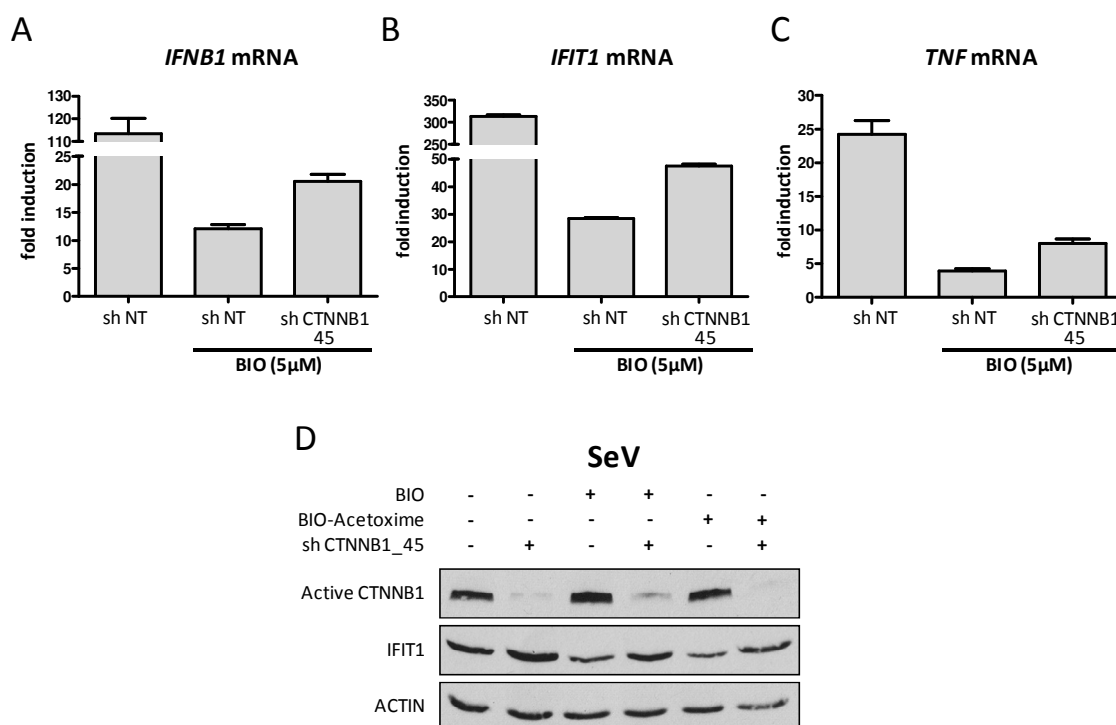 A
IFNB1 mRNA
fold induction
130
120
110
25
20
15
10
5
0
sh NT
sh NT
sh CTNNB1
45
BIO (5µM)
B
IFIT1 mRNA
fold induction
350
300
250
50
40
30
20
10
0
sh NT
sh NT
sh CTNNB1
45
BIO (5µM)
C
TNF mRNA
fold induction
30
25
20
15
10
5
0
sh NT
sh NT
sh CTNNB1
45
BIO (5µM)
D
SeV
BIO - - + + - -
BIO-Acetoxime - - - - + +
sh CTNNB1_45 - + - + - +
Active CTNNB1
IFIT1
ACTIN